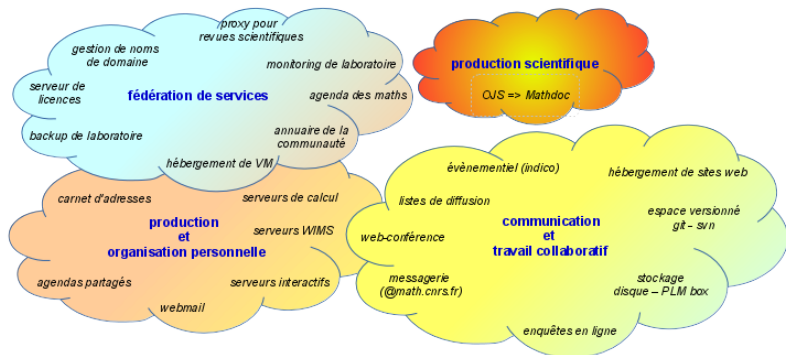 proxy pour
revues scientifiques
gestion de noms
de domaine
monitoring de laboratoire
serveur de
licences
fédération de services
agenda des maths
backup de laboratoire
annuaire de la
communauté
hébergement de VM
production scientifique
OJS => Mathdoc
carnet d'adresses
serveurs de calcul
production
et
organisation personnelle
serveurs WIMS
agendas partagés
serveurs interactifs
webmail
évènementiel (indico)
hébergement de sites web
listes de diffusion
communication
et
travail collaboratif
espace versionné
git – svn
web-conférence
messagerie
(@math.cnrs.fr)
stockage
disque – PLM box
enquêtes en ligne